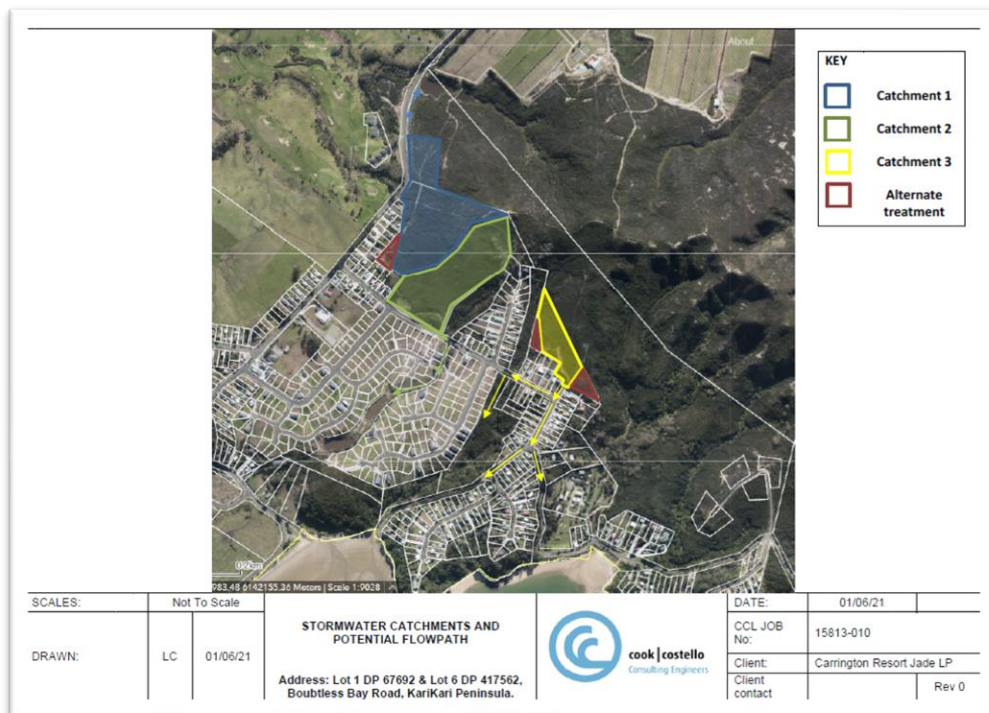 About
KEY
Catchment 1
Catchment 2
Catchment 3
Alternate
treatment
0.2km
983.48 6142155.36 Meters | Scale 1:9028
SCALES:
Not To Scale
DRAWN:
LC
01/06/21
STORMWATER CATCHMENTS AND
POTENTIAL FLOWPATH
Address: Lot 1 DP 67692 & Lot 6 DP 417562,
Boubtless Bay Road, KariKari Peninsula.
cook | costello
Consulting Engineers
DATE:
01/06/21
CCL JOB
No:
15813-010
Client:
Carrington Resort Jade LP
Client
contact
Rev 0